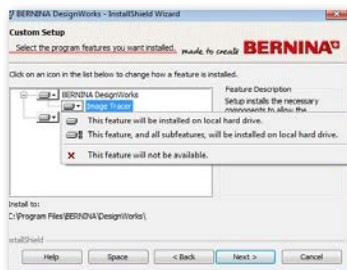 BERNINA DesignWorks - InstallShield Wizard
Custom Setup
Select the program features you want installed.
made to create BERNINA
Click on an icon in the list below to change how a feature is installed.
BERNINA DesignWorks
Image Tracer
Feature Description
Setup installs the necessary
components to allow the
This feature will be installed on local hard drive.
This feature, and all subfeatures, will be installed on local hard drive.
This feature will not be available.
Install to:
C:\Program Files\BERNINA\DesignWorks\
InstallShield
Help
Space
< Back
Next >
Cancel